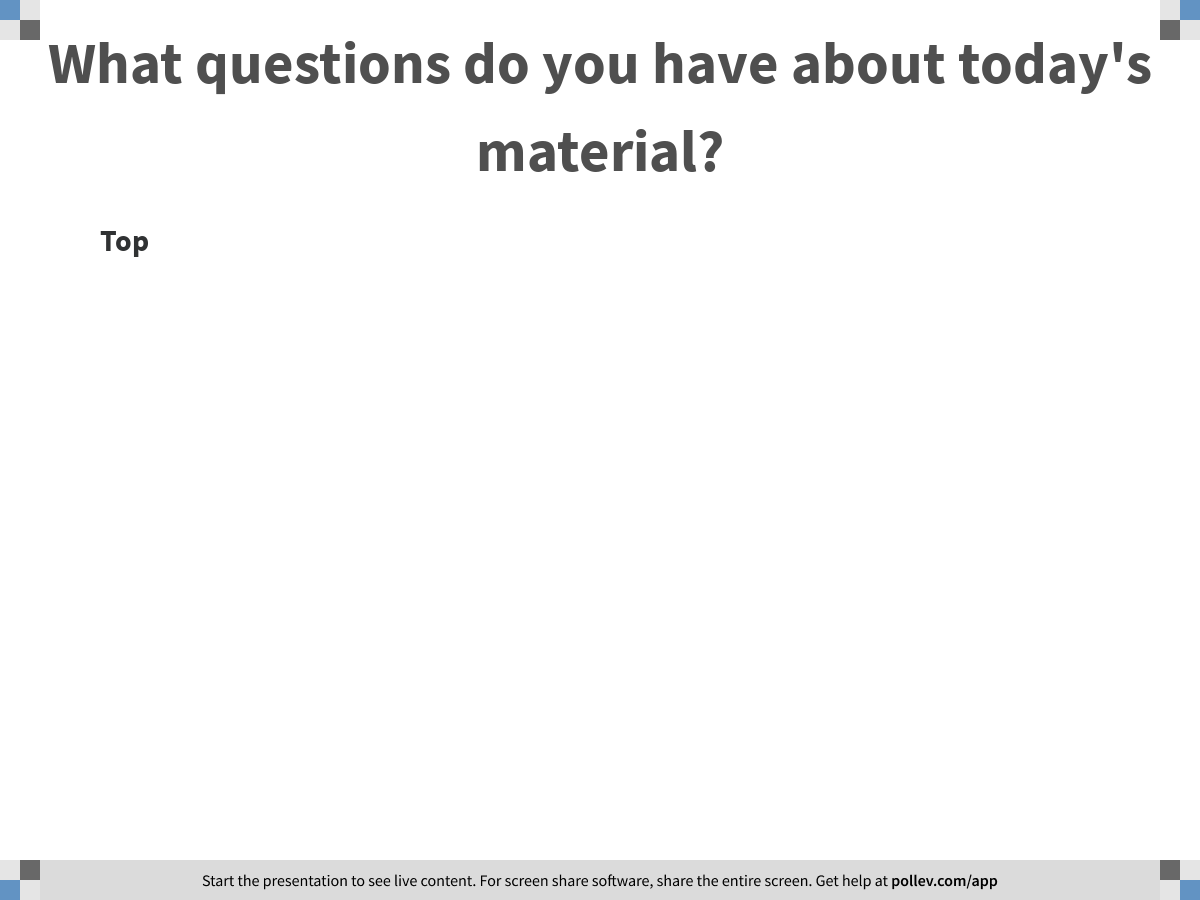 What questions do you have about today's
material?
Top
Start the presentation to see live content. For screen share software, share the entire screen. Get help at pollev.com/app